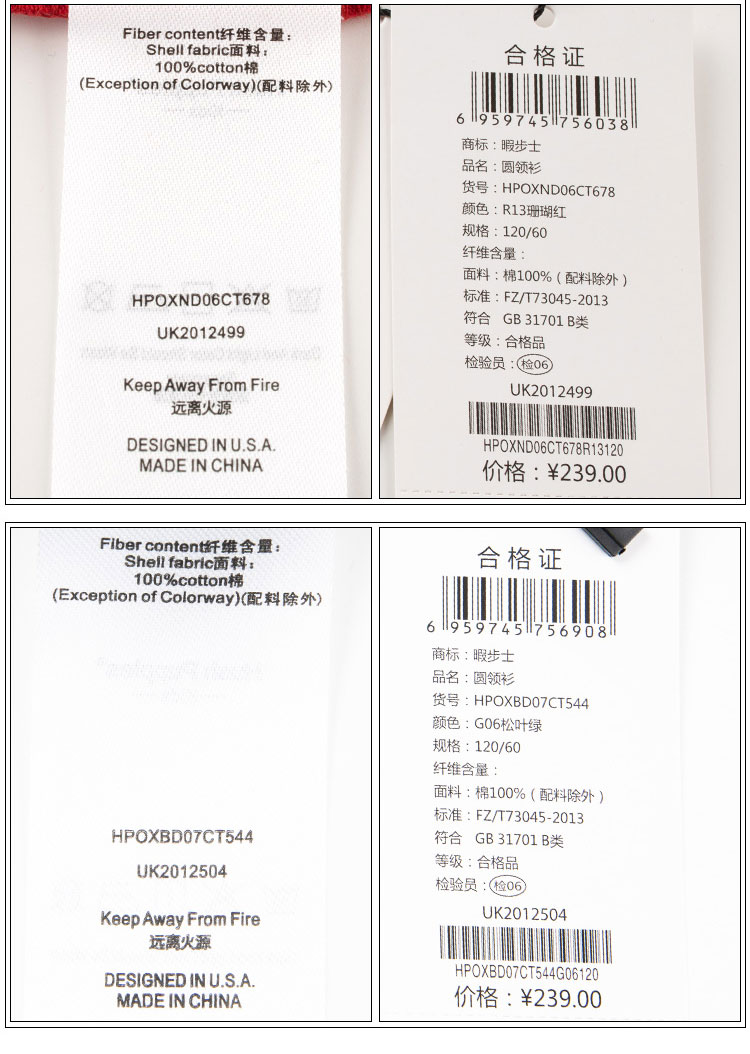 Fiber content纤维含量：
Shell fabric面料：
100%cotton棉
(Exception of Colorway)(配料除外)
HPOXND06CT678
UK2012499
Keep Away From Fire
远离火源
DESIGNED IN U.S.A.
MADE IN CHINA
合格证
6 959745 756038
商标：暇步士
品名：圆领衫
货号：HPOXND06CT678
颜色：R13珊瑚红
规格：120/60
纤维含量：
面料：棉100%（配料除外）
标准：FZ/T73045-2013
符合 GB 31701 B类
等级：合格品
检验员：检06
UK2012499
HPOXND06CT678R13120
价格：¥239.00
Fiber content纤维含量：
Shell fabric面料：
100%cotton棉
(Exception of Colorway)(配料除外)
HPOXBD07CT544
UK2012504
Keep Away From Fire
远离火源
DESIGNED IN U.S.A.
MADE IN CHINA
合格证
6 959745 756908
商标：暇步士
品名：圆领衫
货号：HPOXBD07CT544
颜色：G06松叶绿
规格：120/60
纤维含量：
面料：棉100%（配料除外）
标准：FZ/T73045-2013
符合 GB 31701 B类
等级：合格品
检验员：检06
UK2012504
HPOXBD07CT544G06120
价格：¥239.00